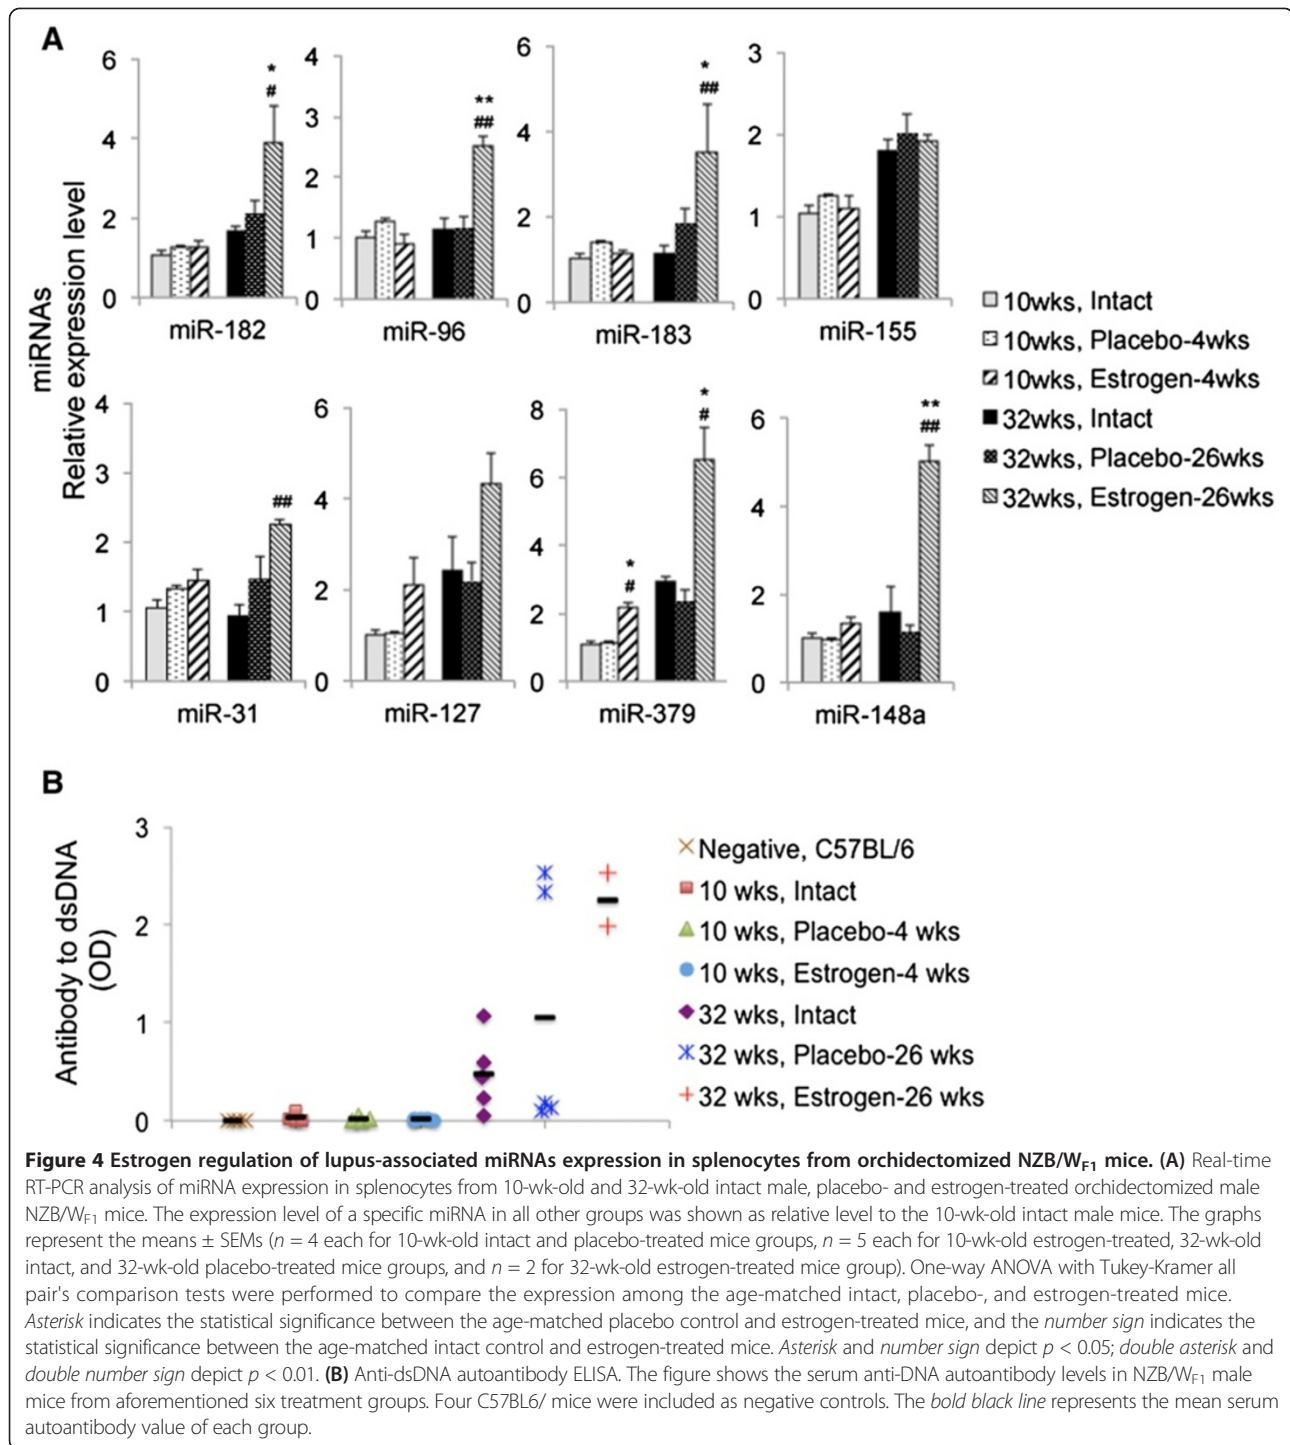 A
miRNAs
Relative expression level
6
4
2
0
*
#
miR-182
4
3
2
1
0
**
##
miR-96
6
4
2
0
*
##
miR-183
3
2
1
0
miR-155
4
3
2
1
0
##
miR-31
6
4
2
0
miR-127
8
6
4
2
0
*
#
*
#
miR-379
6
4
2
0
**
##
miR-148a
10wks, Intact
10wks, Placebo-4wks
10wks, Estrogen-4wks
32wks, Intact
32wks, Placebo-26wks
32wks, Estrogen-26wks
B
Antibody to dsDNA
(OD)
3
2
1
0
Negative, C57BL/6
10 wks, Intact
10 wks, Placebo-4 wks
10 wks, Estrogen-4 wks
32 wks, Intact
32 wks, Placebo-26 wks
32 wks, Estrogen-26 wks
Figure 4 Estrogen regulation of lupus-associated miRNAs expression in splenocytes from orchidectomized NZB/WF1 mice. (A) Real-time
RT-PCR analysis of miRNA expression in splenocytes from 10-wk-old and 32-wk-old intact male, placebo- and estrogen-treated orchidectomized male
NZB/WF1 mice. The expression level of a specific miRNA in all other groups was shown as relative level to the 10-wk-old intact male mice. The graphs
represent the means ± SEMs (n = 4 each for 10-wk-old intact and placebo-treated mice groups, n = 5 each for 10-wk-old estrogen-treated, 32-wk-old
intact, and 32-wk-old placebo-treated mice groups, and n = 2 for 32-wk-old estrogen-treated mice group). One-way ANOVA with Tukey-Kramer all
pair's comparison tests were performed to compare the expression among the age-matched intact, placebo-, and estrogen-treated mice.
Asterisk indicates the statistical significance between the age-matched placebo control and estrogen-treated mice, and the number sign indicates the
statistical significance between the age-matched intact control and estrogen-treated mice. Asterisk and number sign depict p < 0.05; double asterisk and
double number sign depict p < 0.01. (B) Anti-dsDNA autoantibody ELISA. The figure shows the serum anti-DNA autoantibody levels in NZB/WF1 male
mice from aforementioned six treatment groups. Four C57BL6/ mice were included as negative controls. The bold black line represents the mean serum
autoantibody value of each group.